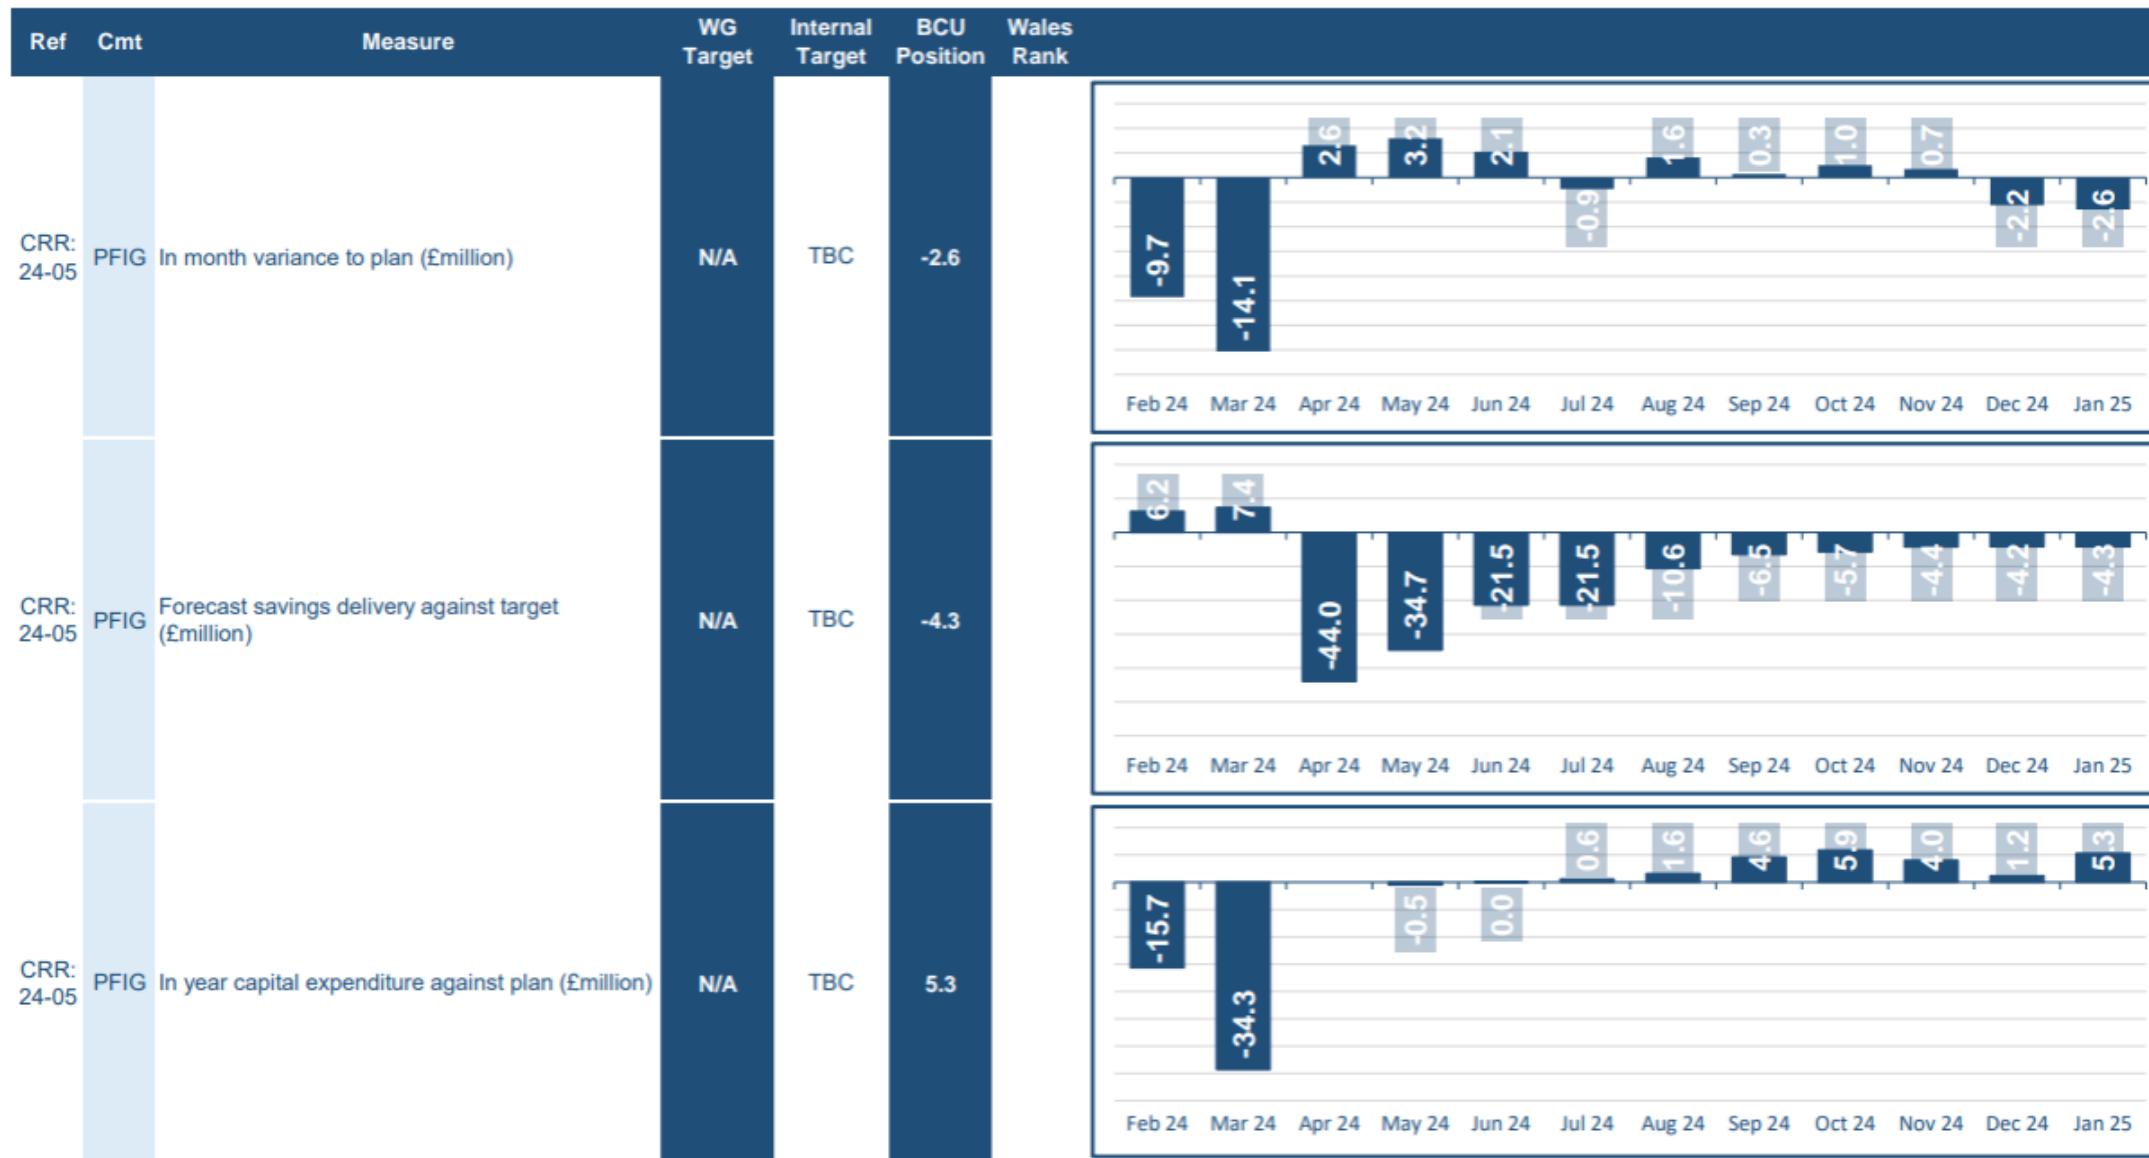 Ref Cmt Measure WG Target Internal Target BCU Position Wales Rank
CRR: 24-05 PFIG In month variance to plan (£million) N/A TBC -2.6
-9.7 -14.1 2.6 3.2 2.1 -0.9 1.6 0.3 1.0 0.7 -2.2 -2.6
Feb 24 Mar 24 Apr 24 May 24 Jun 24 Jul 24 Aug 24 Sep 24 Oct 24 Nov 24 Dec 24 Jan 25
CRR: 24-05 PFIG Forecast savings delivery against target (£million) N/A TBC -4.3
6.2 7.4 -44.0 -34.7 -21.5 -21.5 -10.6 -6.5 -5.7 -4.4 -4.2 -4.3
Feb 24 Mar 24 Apr 24 May 24 Jun 24 Jul 24 Aug 24 Sep 24 Oct 24 Nov 24 Dec 24 Jan 25
CRR: 24-05 PFIG In year capital expenditure against plan (£million) N/A TBC 5.3
-15.7 -34.3 -0.5 0.0 0.6 1.6 4.6 5.9 4.0 1.2 5.3
Feb 24 Mar 24 Apr 24 May 24 Jun 24 Jul 24 Aug 24 Sep 24 Oct 24 Nov 24 Dec 24 Jan 25